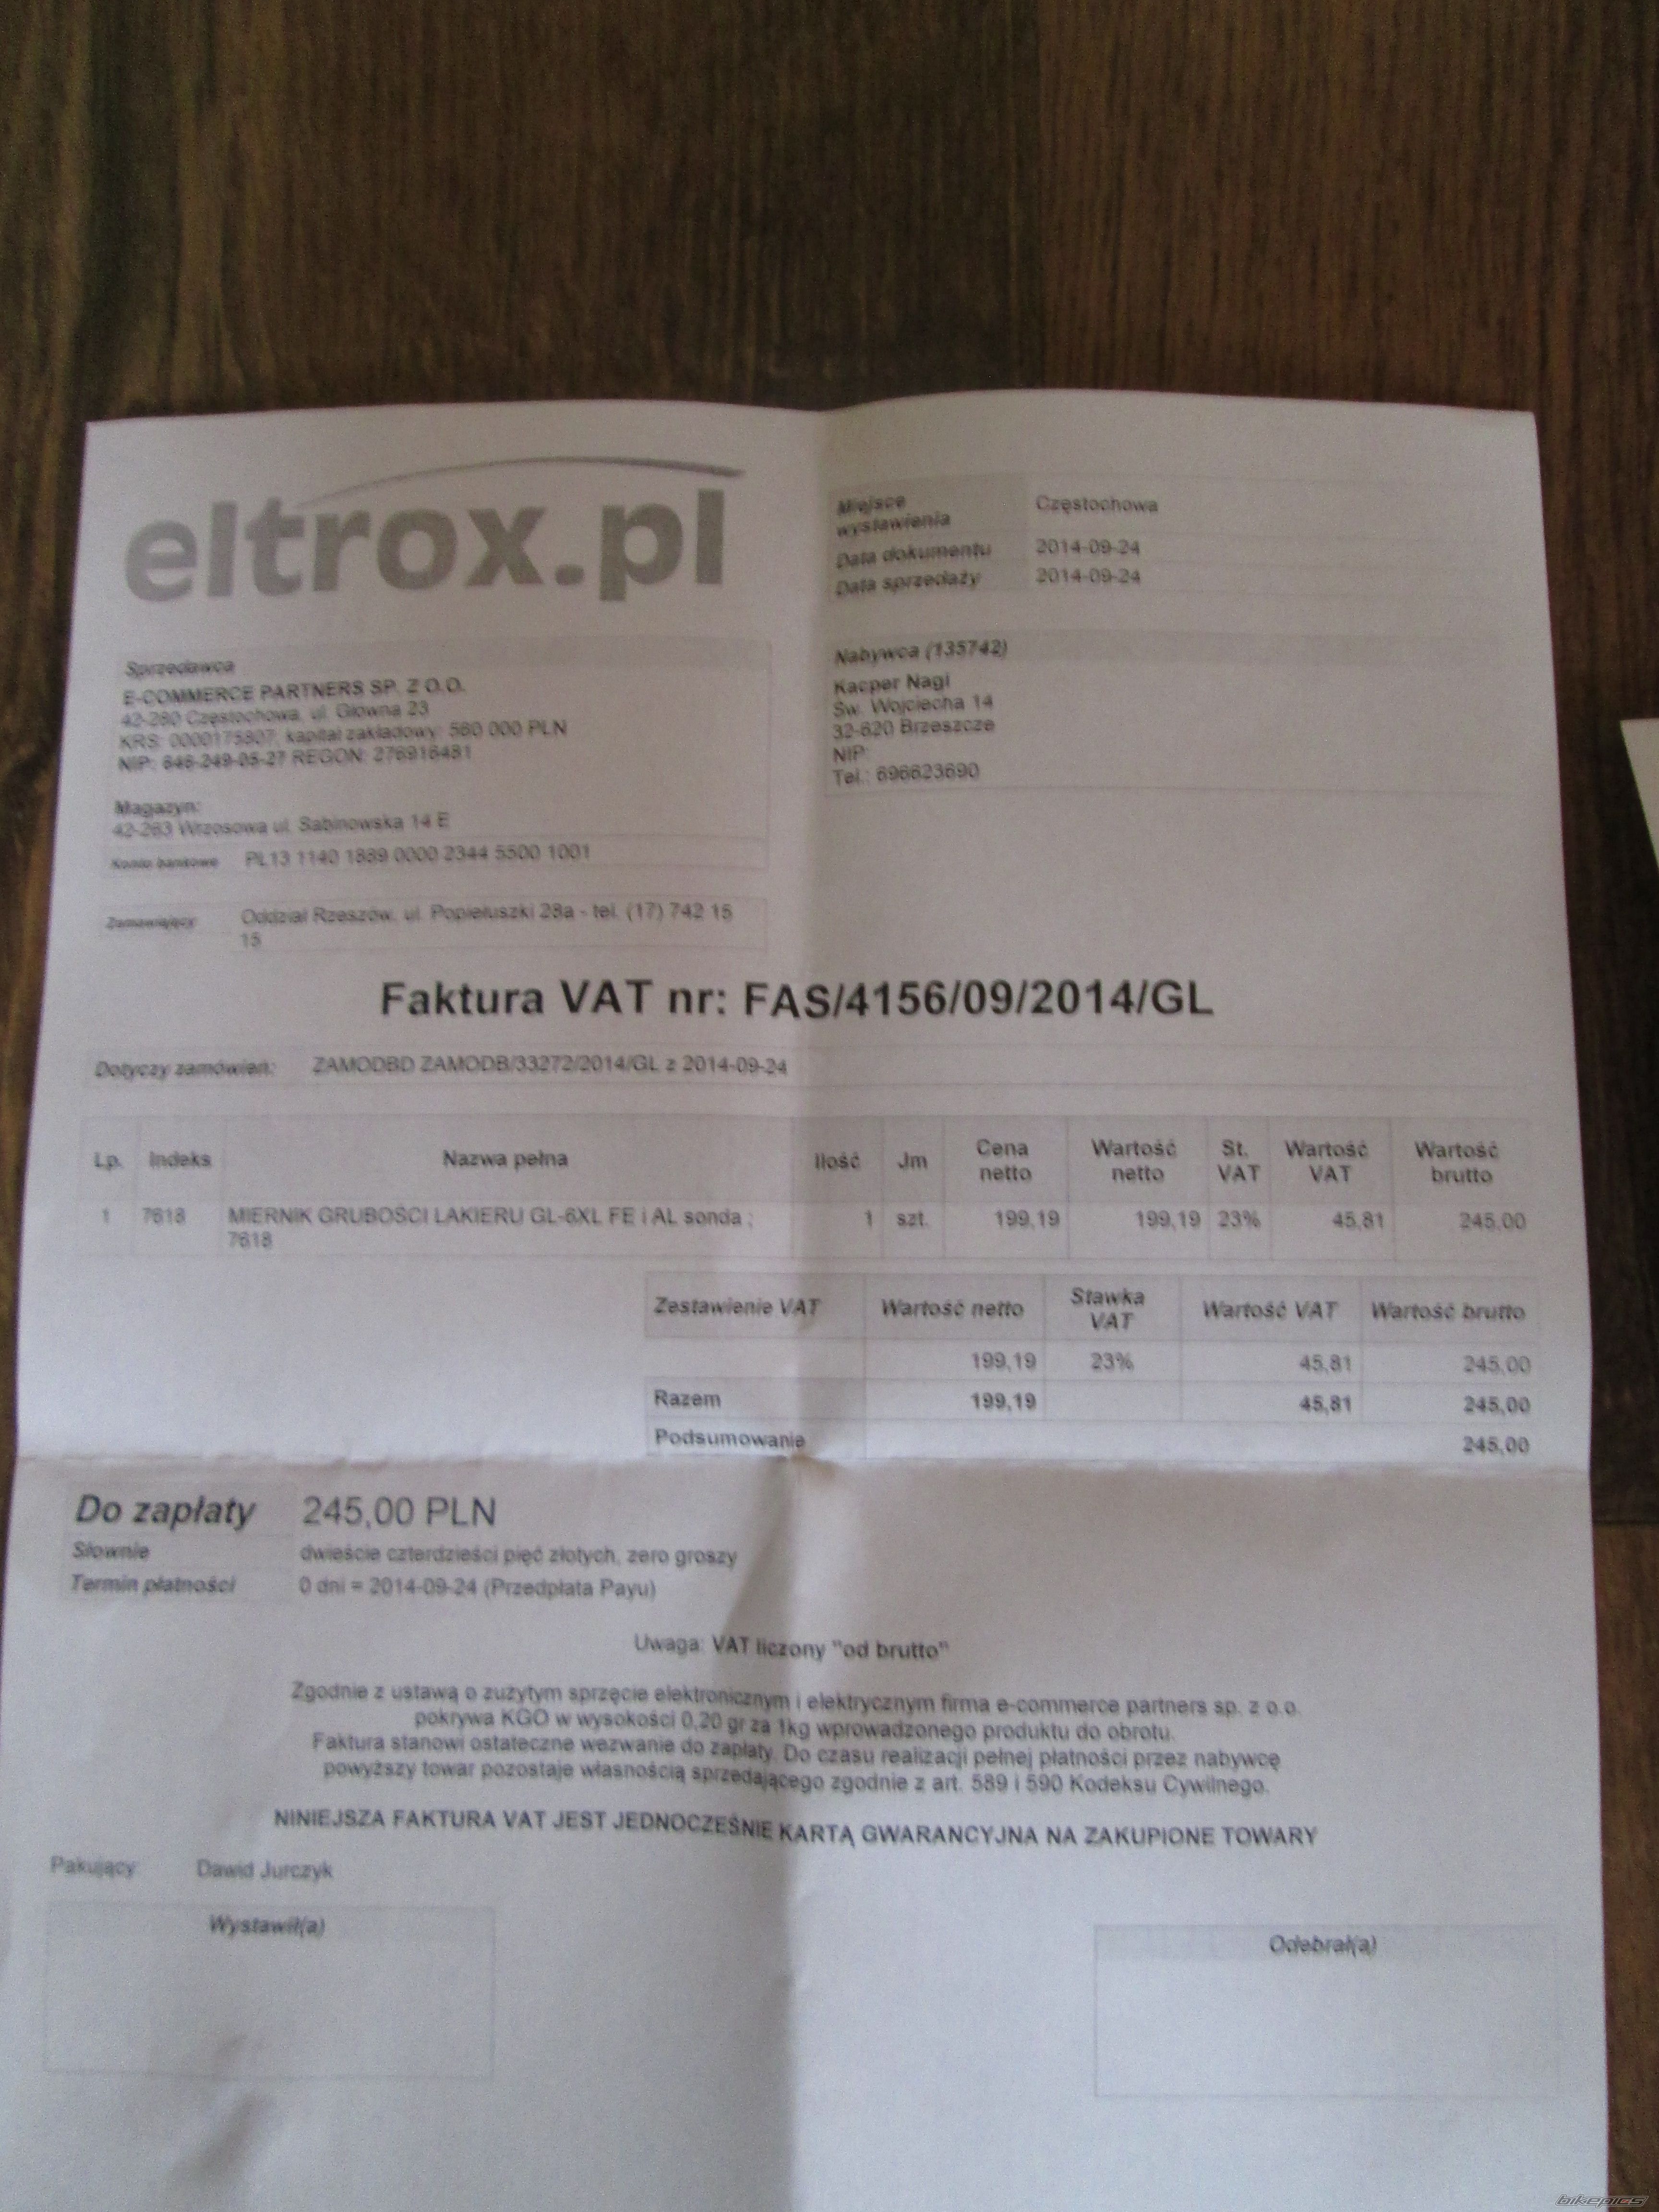 eltrox.pl
Miejsce wystawienia Częstochowa
Data dokumentu 2014-09-24
Data sprzedaży 2014-09-24
Sprzedawca
E-COMMERCE PARTNERS SP. Z O.O.
42-280 Częstochowa, ul. Główna 23
KRS: 0000175807, kapitał zakładowy: 560 000 PLN
NIP: 646-249-05-27 REGON: 276916481
Magazyn:
42-263 Wrzosowa ul. Sabinowska 14 E
Konto bankowe PL13 1140 1889 0000 2344 5500 1001
Zamawiający Oddział Rzeszów, ul. Popiełuszki 28a - tel. (17) 742 15
15
Nabywca (135742)
Kacper Nagi
Św. Wojciecha 14
32-620 Brzeszcze
NIP:
Tel.: 696623690
Faktura VAT nr: FAS/4156/09/2014/GL
Dotyczy zamówień: ZAMODBD ZAMODB/33272/2014/GL z 2014-09-24
Lp. Indeks Nazwa pełna Ilość Jm Cena netto Wartość netto St. VAT Wartość VAT Wartość brutto
1 7618 MIERNIK GRUBOŚCI LAKIERU GL-6XL FE i AL sonda ; 1 szt. 199,19 199,19 23% 45,81 245,00
7618
Zestawienie VAT Wartość netto Stawka VAT Wartość VAT Wartość brutto
199,19 23% 45,81 245,00
Razem 199,19 45,81 245,00
Podsumowanie 245,00
Do zapłaty 245,00 PLN
Słownie dwieście czterdzieści pięć złotych, zero groszy
Termin płatności 0 dni = 2014-09-24 (Przedpłata Payu)
Uwaga: VAT liczony "od brutto"
Zgodnie z ustawą o zużytym sprzęcie elektronicznym i elektrycznym firma e-commerce partners sp. z o.o.
pokrywa KGO w wysokości 0,20 gr za 1kg wprowadzonego produktu do obrotu.
Faktura stanowi ostateczne wezwanie do zapłaty. Do czasu realizacji pełnej płatności przez nabywcę
powyższy towar pozostaje własnością sprzedającego zgodnie z art. 589 i 590 Kodeksu Cywilnego.
NINIEJSZA FAKTURA VAT JEST JEDNOCZEŚNIE KARTĄ GWARANCYJNA NA ZAKUPIONE TOWARY
Pakujący Dawid Jurczyk
Wystawił(a)
Odebrał(a)
bikepics